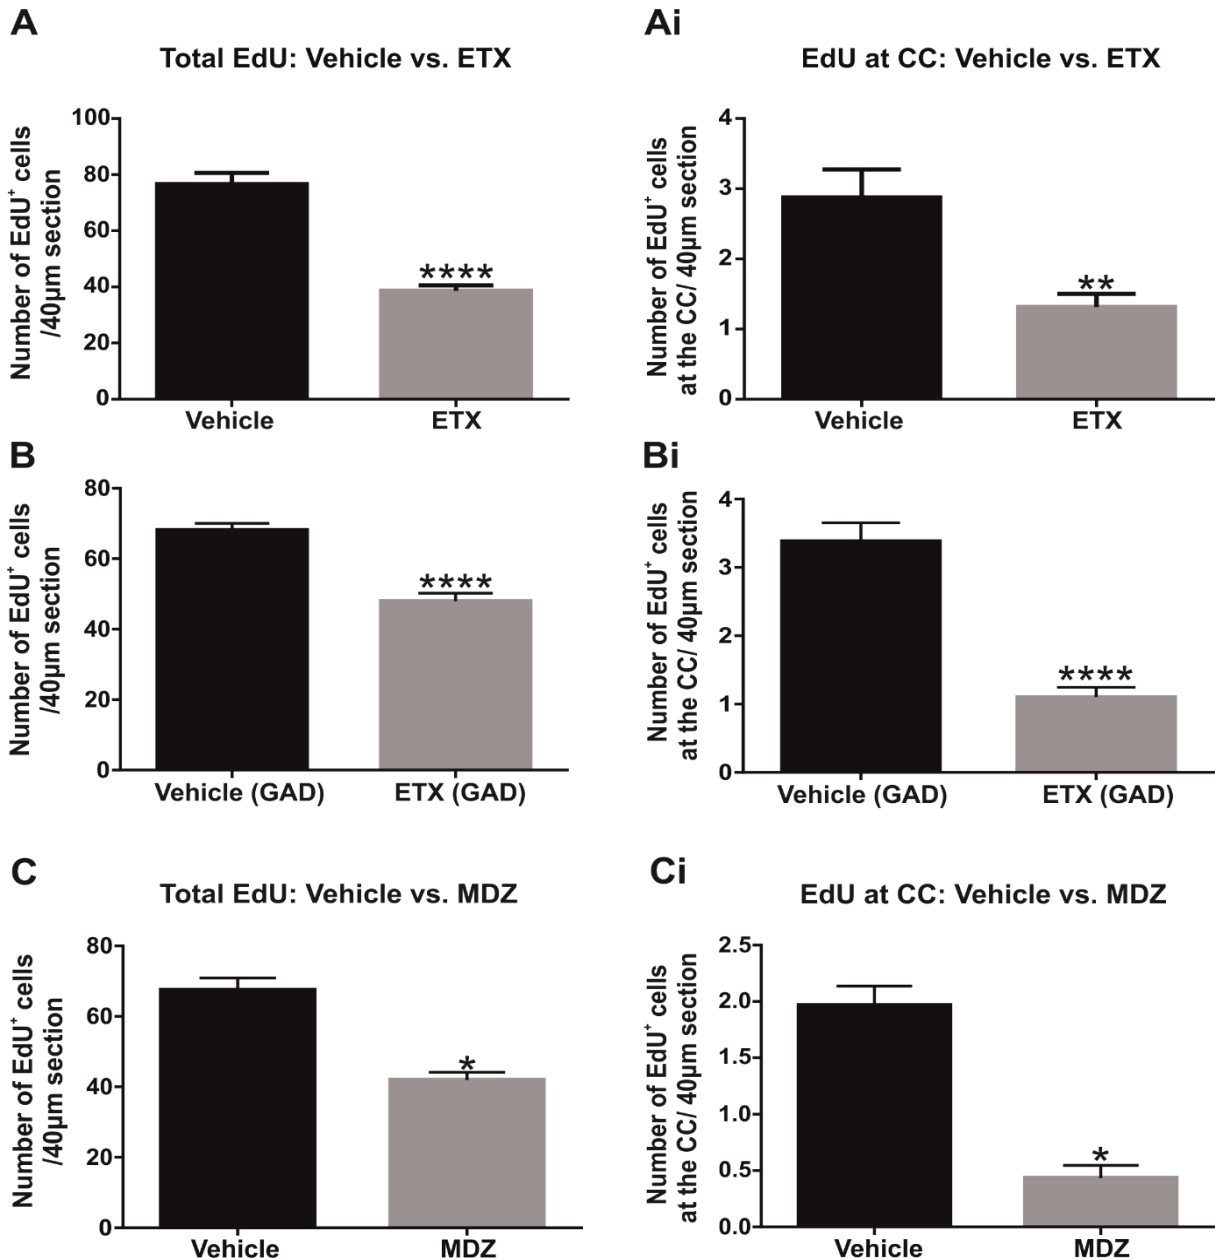 A
Total EdU: Vehicle vs. ETX
Number of EdU⁺ cells
/40µm section
100
80
60
40
20
0
****
Vehicle
ETX
Ai
EdU at CC: Vehicle vs. ETX
Number of EdU⁺ cells
at the CC/ 40µm section
4
3
2
1
0
**
Vehicle
ETX
B
Number of EdU⁺ cells
/40µm section
80
60
40
20
0
****
Vehicle (GAD)
ETX (GAD)
Bi
Number of EdU⁺ cells
at the CC/ 40µm section
4
3
2
1
0
****
Vehicle (GAD)
ETX (GAD)
C
Total EdU: Vehicle vs. MDZ
Number of EdU⁺ cells
/40µm section
80
60
40
20
0
*
Vehicle
MDZ
Ci
EdU at CC: Vehicle vs. MDZ
Number of EdU⁺ cells
at the CC/ 40µm section
2.5
2.0
1.5
1.0
0.5
0.0
*
Vehicle
MDZ